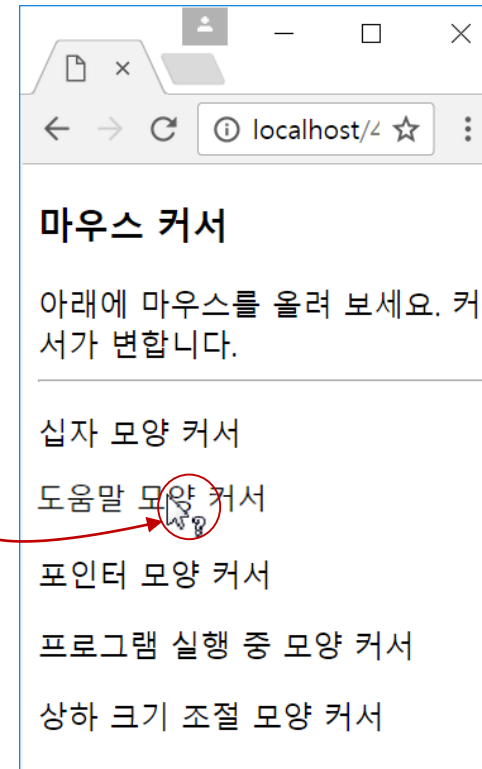 localhost/4
마우스 커서
아래에 마우스를 올려 보세요. 커
서가 변합니다.
십자 모양 커서
도움말 모양 커서
포인터 모양 커서
프로그램 실행 중 모양 커서
상하 크기 조절 모양 커서